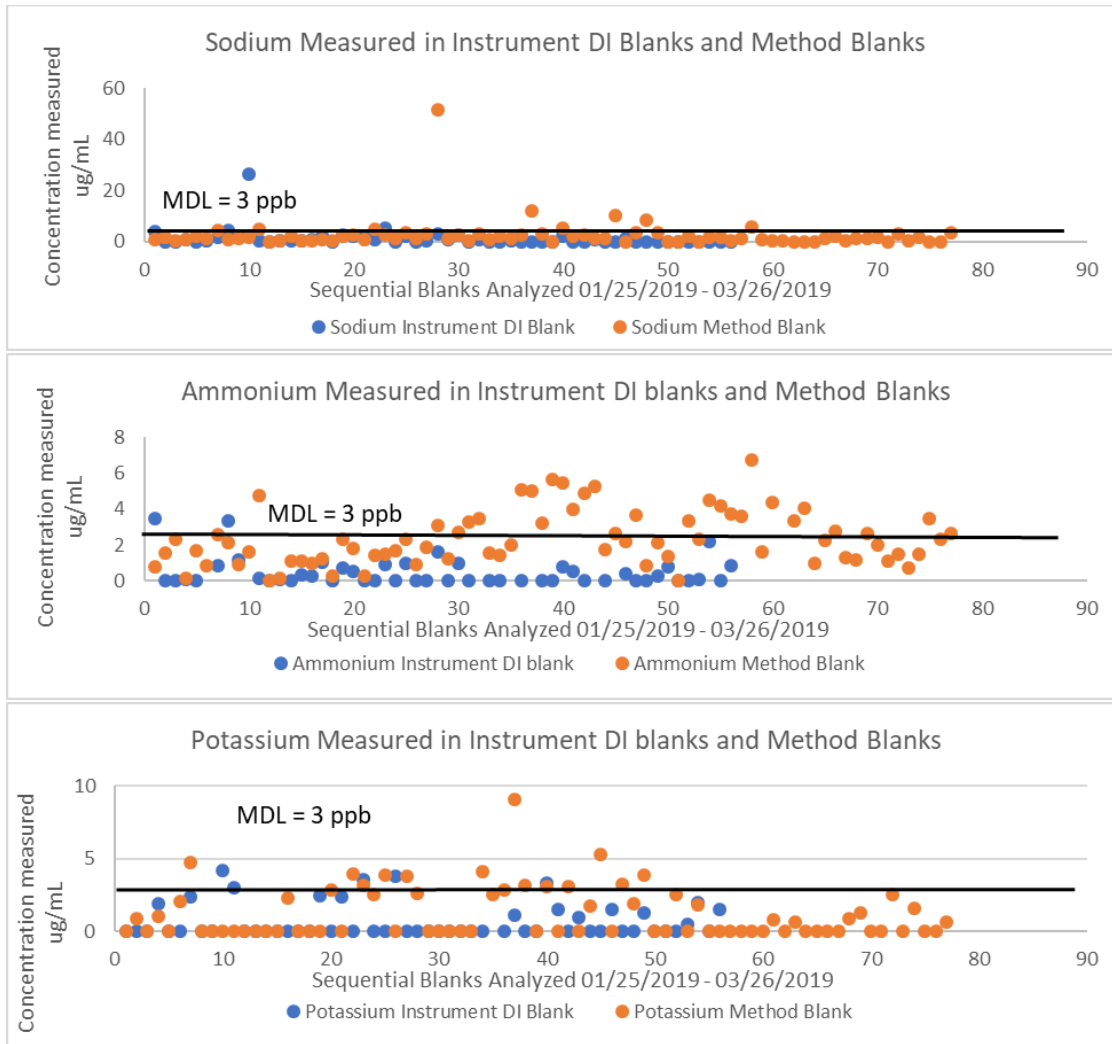 Sodium Measured in Instrument DI Blanks and Method Blanks
Concentration measured
ug/mL
60
40
20
0
MDL = 3 ppb
0 10 20 30 40 50 60 70 80 90
Sequential Blanks Analyzed 01/25/2019 - 03/26/2019
Sodium Instrument DI Blank Sodium Method Blank
Ammonium Measured in Instrument DI blanks and Method Blanks
Concentration measured
ug/mL
8
6
4
2
0
MDL = 3 ppb
0 10 20 30 40 50 60 70 80 90
Sequential Blanks Analyzed 01/25/2019 - 03/26/2019
Ammonium Instrument DI blank Ammonium Method Blank
Potassium Measured in Instrument DI blanks and Method Blanks
Concentration measured
ug/mL
10
5
0
MDL = 3 ppb
0 10 20 30 40 50 60 70 80 90
Sequential Blanks Analyzed 01/25/2019 - 03/26/2019
Potassium Instrument DI Blank Potassium Method Blank